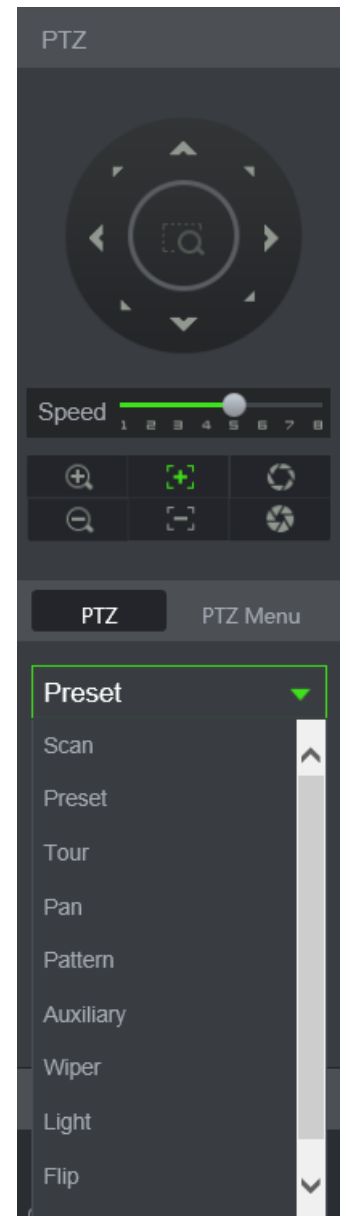 PTZ
Speed
1 2 3 4 5 6 7 8
PTZ PTZ Menu
Preset
Scan
Preset
Tour
Pan
Pattern
Auxiliary
Wiper
Light
Flip